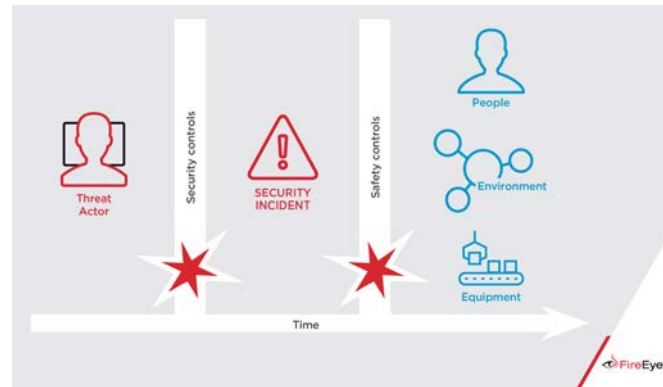 Threat
Actor
Security controls
SECURITY
INCIDENT
Safety controls
People
Environment
Equipment
Time
FireEye